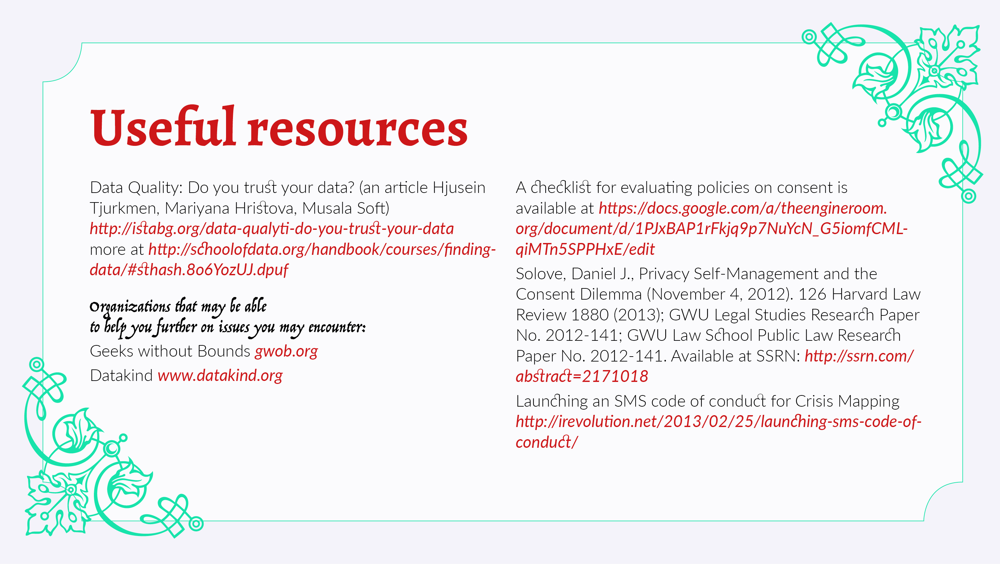 Useful resources
Data Quality: Do you trust your data? (an article Hjusein
Tjurkmen, Mariyana Hristova, Musala Soft)
http://istabg.org/data-qualyti-do-you-trust-your-data
more at http://schoolofdata.org/handbook/courses/finding-
data/#sthash.8o6YozUJ.dpuf
Organizations that may be able
to help you further on issues you may encounter:
Geeks without Bounds gwob.org
Datakind www.datakind.org
A checklist for evaluating policies on consent is
available at https://docs.google.com/a/theengineroom.
org/document/d/1PJxBAP1rFkjq9p7NuYcN_G5iomfCML-
qiMTn5SPPHxE/edit
Solove, Daniel J., Privacy Self-Management and the
Consent Dilemma (November 4, 2012). 126 Harvard Law
Review 1880 (2013); GWU Legal Studies Research Paper
No. 2012-141; GWU Law School Public Law Research
Paper No. 2012-141. Available at SSRN: http://ssrn.com/
abstract=2171018
Launching an SMS code of conduct for Crisis Mapping
http://irevolution.net/2013/02/25/launching-sms-code-of-
conduct/